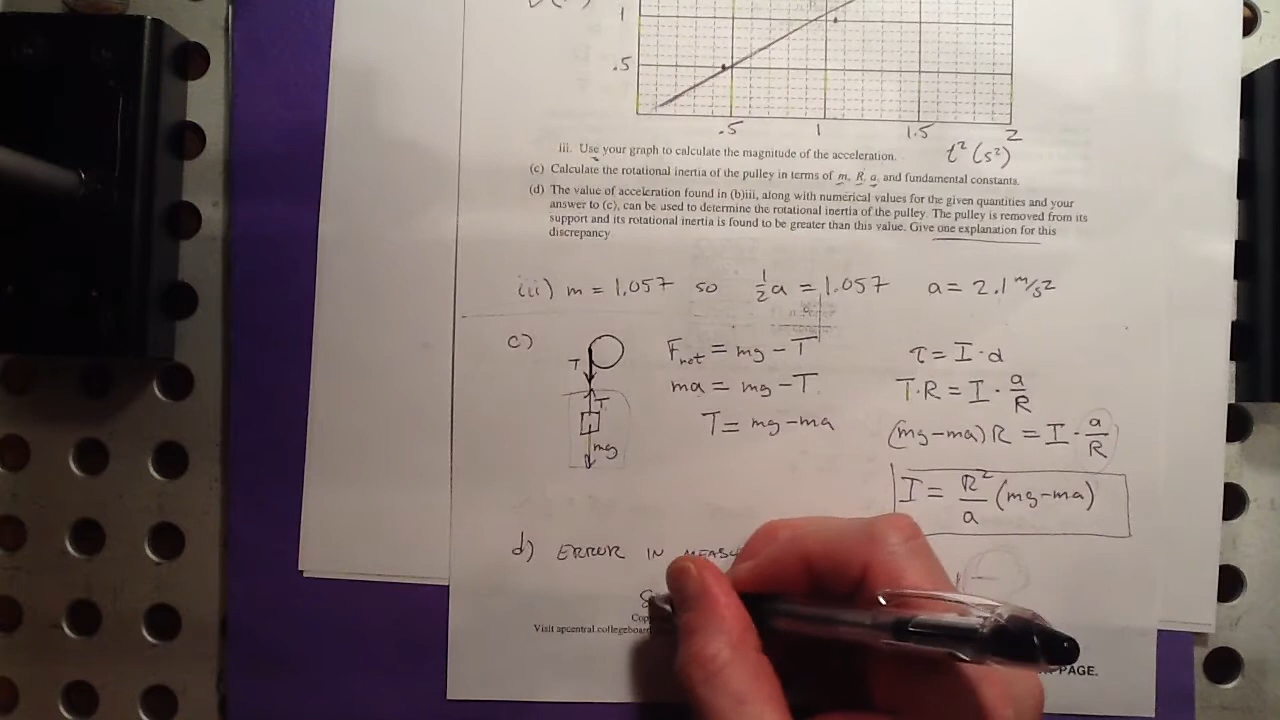 1
.5
.5 1 1.5 2
t² (s²)
iii. Use your graph to calculate the magnitude of the acceleration.
(c) Calculate the rotational inertia of the pulley in terms of m, R, a, and fundamental constants.
(d) The value of acceleration found in (b)iii, along with numerical values for the given quantities and your
answer to (c), can be used to determine the rotational inertia of the pulley. The pulley is removed from its
support and its rotational inertia is found to be greater than this value. Give one explanation for this
discrepancy.
iii) m = 1.057 so ½a = 1.057 a = 2.1 m/s²
c)
T
T
mg
Fnet = mg - T
ma = mg - T
T = mg - ma
τ = I · α
T·R = I · a/R
(mg-ma)R = I · a/R
I = R²/a (mg-ma)
d) ERROR IN
Visit apcentral.collegeboar
PAGE.